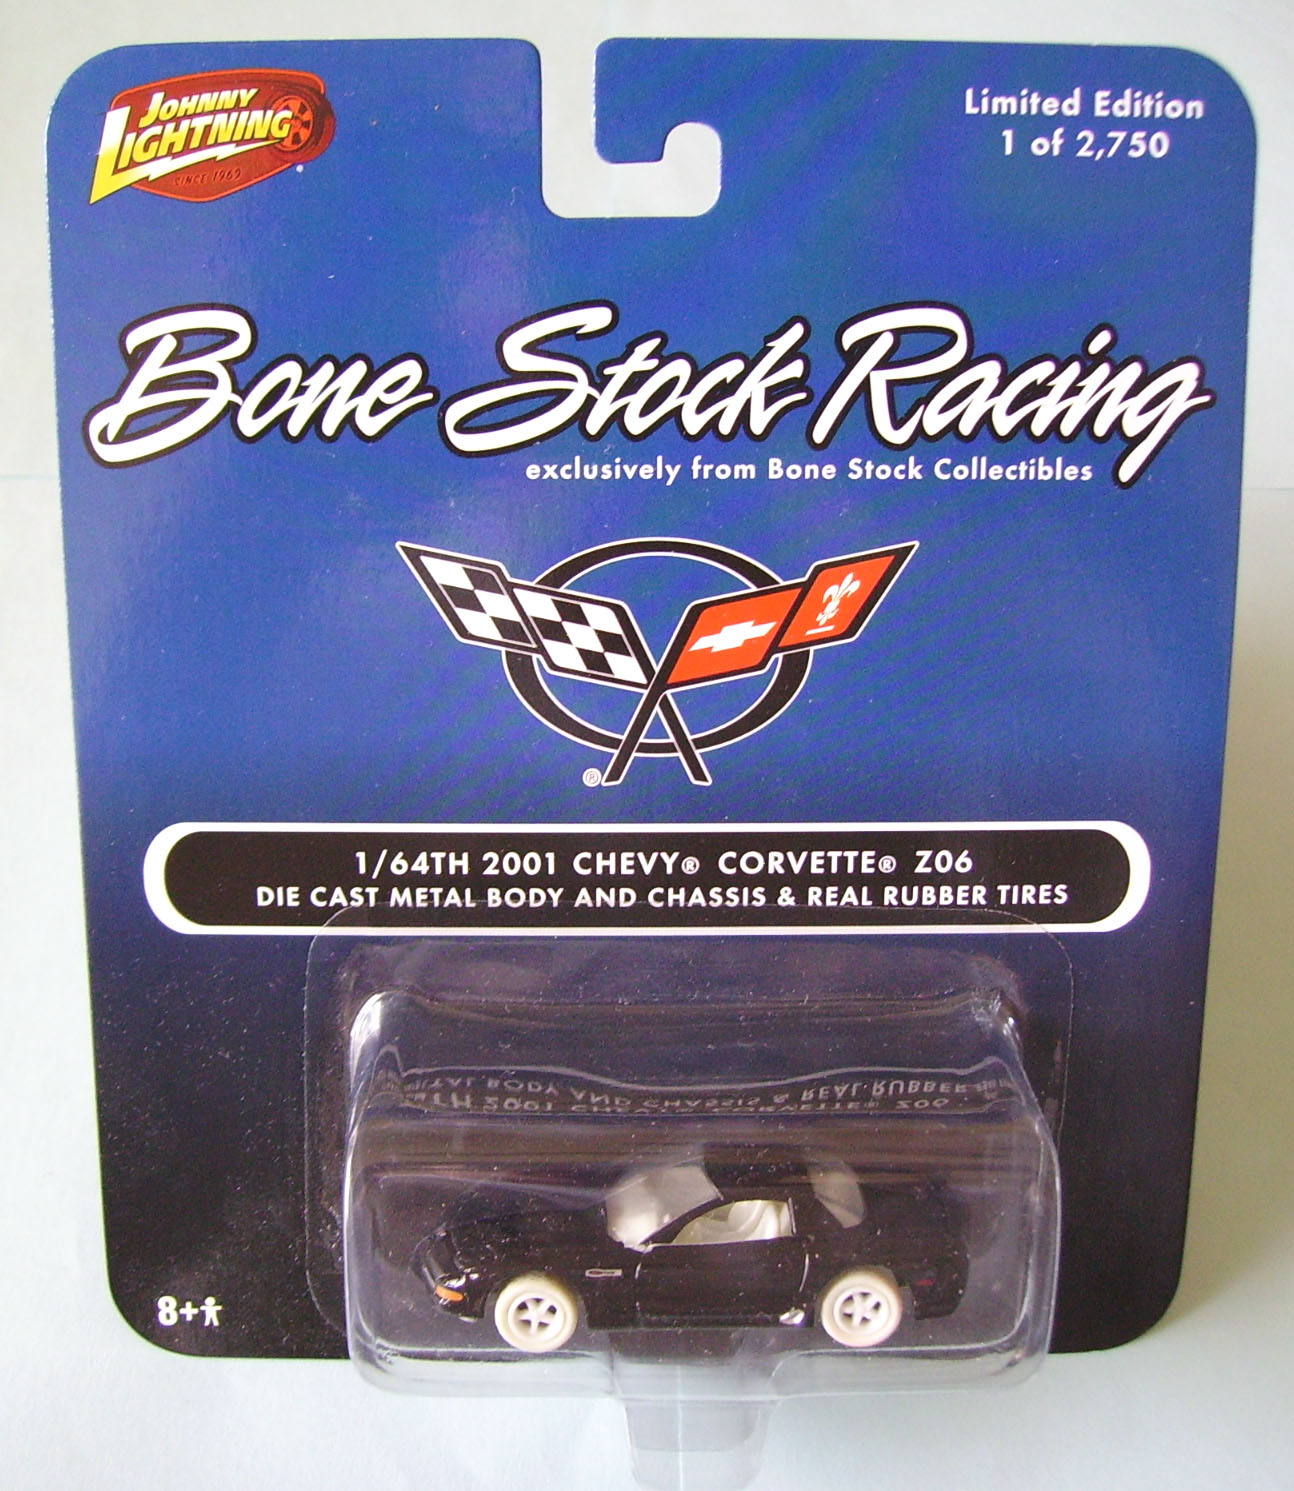 JOHNNY
LIGHTNING
SINCE 1969
Limited Edition
1 of 2,750
Bone Stock Racing
exclusively from Bone Stock Collectibles
®
1/64TH 2001 CHEVY® CORVETTE® Z06
DIE CAST METAL BODY AND CHASSIS & REAL RUBBER TIRES
8+